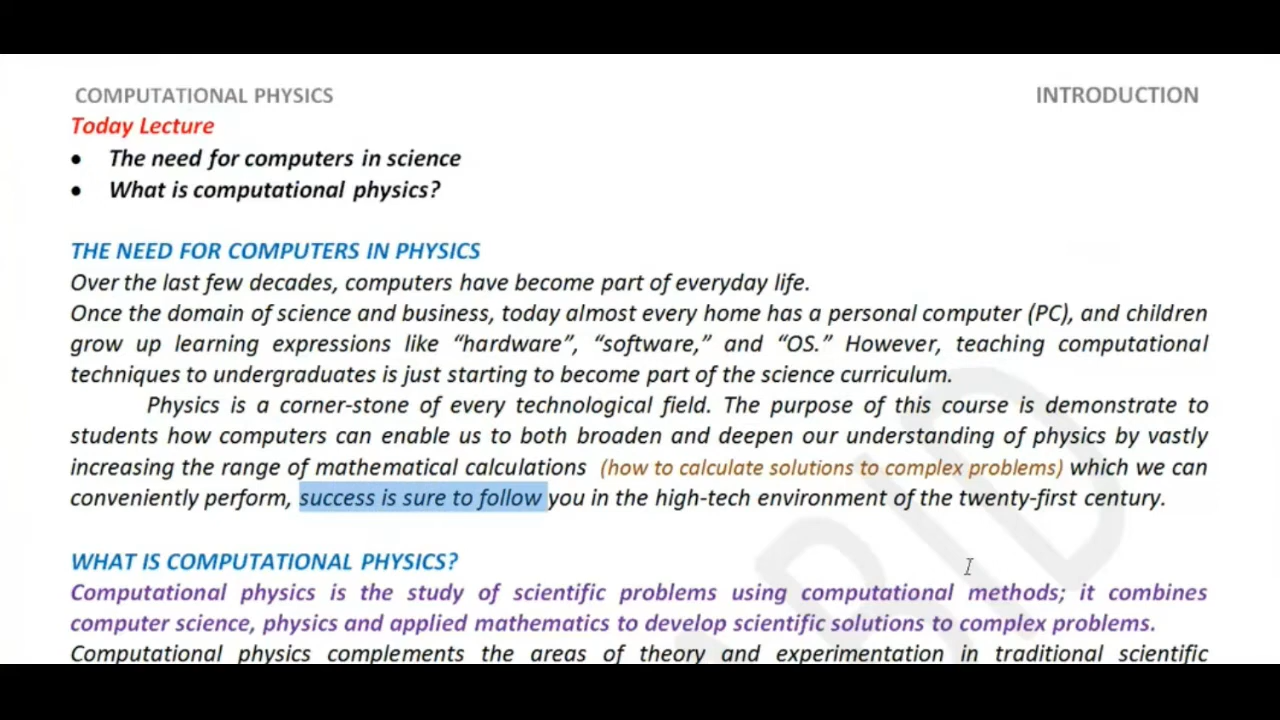 COMPUTATIONAL PHYSICS INTRODUCTION
Today Lecture
• The need for computers in science
• What is computational physics?
THE NEED FOR COMPUTERS IN PHYSICS
Over the last few decades, computers have become part of everyday life.
Once the domain of science and business, today almost every home has a personal computer (PC), and children
grow up learning expressions like “hardware”, “software,” and “OS.” However, teaching computational
techniques to undergraduates is just starting to become part of the science curriculum.
Physics is a corner-stone of every technological field. The purpose of this course is demonstrate to
students how computers can enable us to both broaden and deepen our understanding of physics by vastly
increasing the range of mathematical calculations (how to calculate solutions to complex problems) which we can
conveniently perform, success is sure to follow you in the high-tech environment of the twenty-first century.
WHAT IS COMPUTATIONAL PHYSICS?
Computational physics is the study of scientific problems using computational methods; it combines
computer science, physics and applied mathematics to develop scientific solutions to complex problems.
Computational physics complements the areas of theory and experimentation in traditional scientific